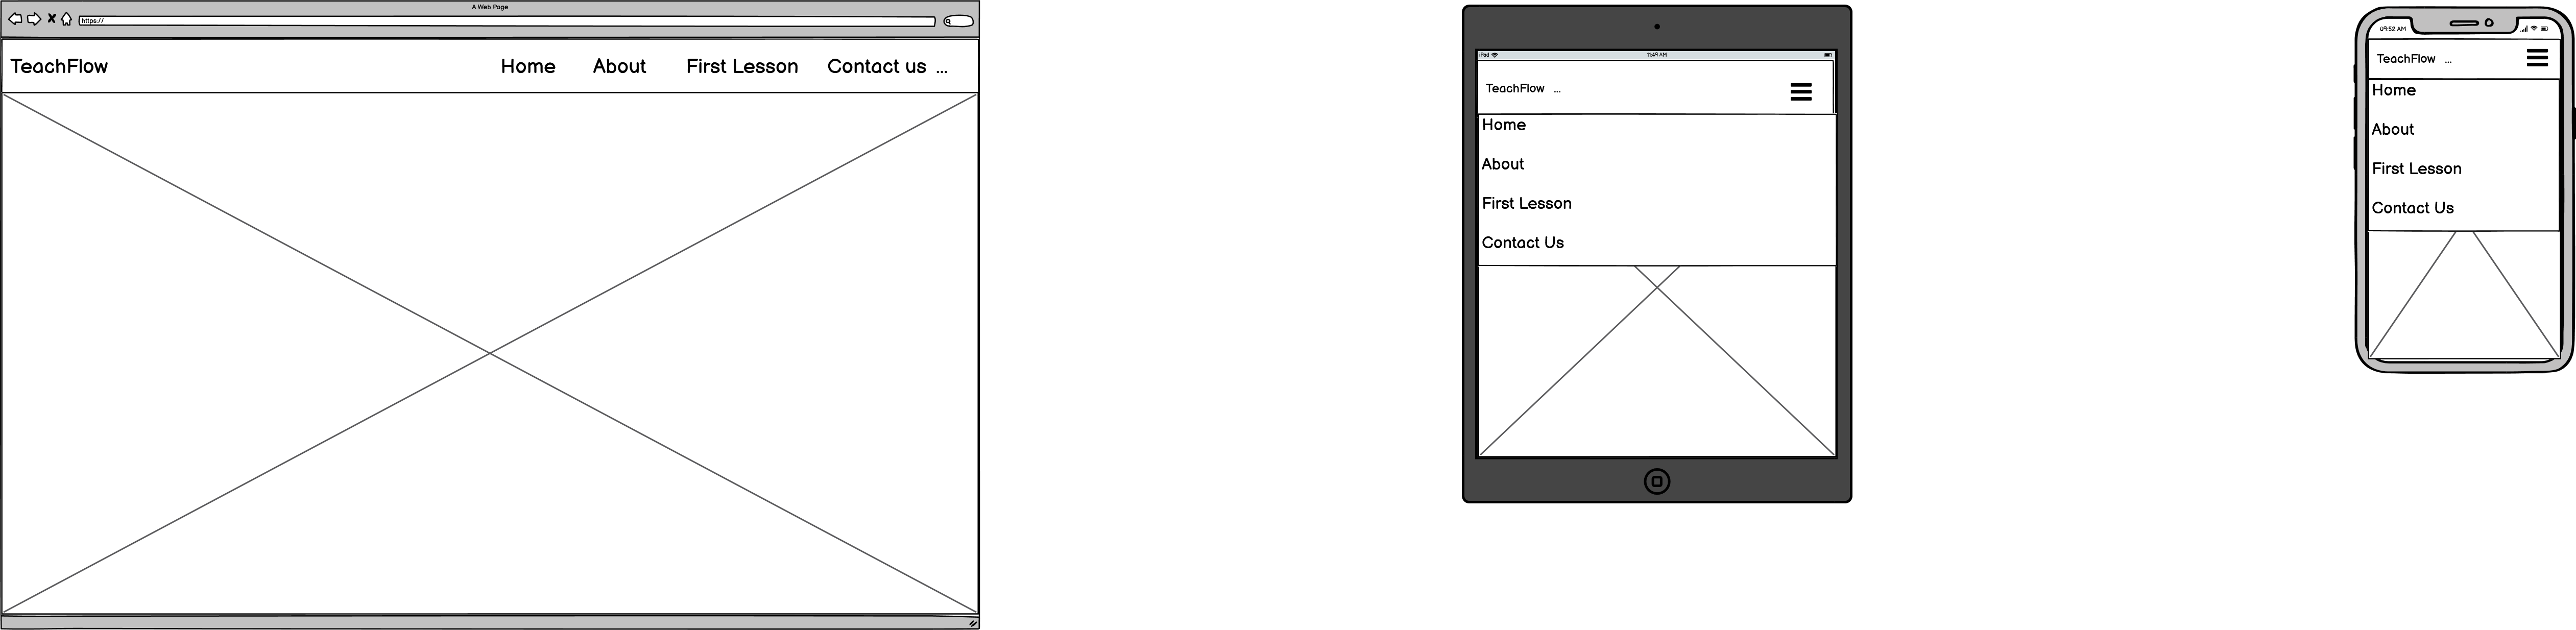 A Web Page
https://
TeachFlow Home About First Lesson Contact us ...
iPad 11:49 AM
TeachFlow ...
Home
About
First Lesson
Contact Us
09:52 AM
TeachFlow ...
Home
About
First Lesson
Contact Us